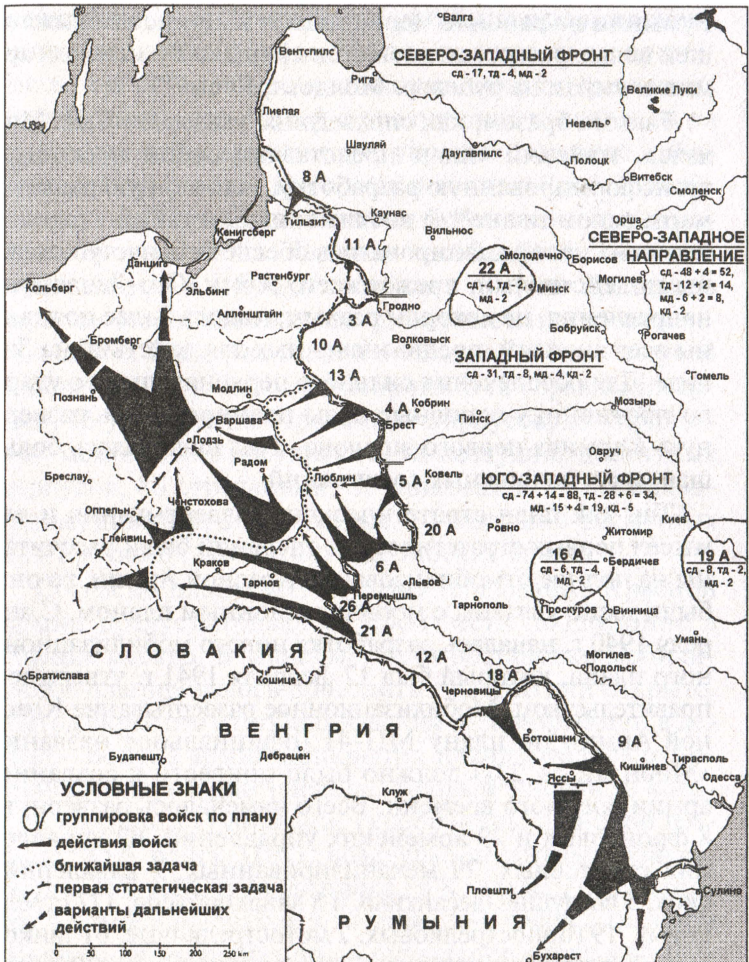 Валга
Вентспилс
Рига
СЕВЕРО-ЗАПАДНЫЙ ФРОНТ
сд - 17, тд - 4, мд - 2
Великие Луки
Лиепая
Невель
Шауляй
Даугавпилс
Полоцк
Витебск
Смоленск
8 А
Тильзит
Каунас
Орша
Кенигсберг
Вильнюс
11 А
СЕВЕРО-ЗАПАДНОЕ
НАПРАВЛЕНИЕ
сд - 48 + 4 = 52,
тд - 12 + 2 = 14,
мд - 6 + 2 = 8,
кд - 2
Данциг
Молодечно
Борисов
22 А
сд - 4, тд - 2,
мд - 2
Минск
Могилев
Кольберг
Эльбинг
Растенбург
Гродно
Алленштайн
3 А
Бобруйск
Рогачев
Бромберг
10 А
Волковыск
ЗАПАДНЫЙ ФРОНТ
сд - 31, тд - 8, мд - 4, кд - 2
Гомель
13 А
Познань
Модлин
Кобрин
Мозырь
Варшава
Брест
Пинск
Лодзь
Овруч
Радом
Бреслау
Люблин
5 А
Ковель
ЮГО-ЗАПАДНЫЙ ФРОНТ
сд - 74 + 14 = 88, тд - 28 + 6 = 34,
мд - 15 + 4 = 19, кд - 5
Оппельн
Ченстохова
Ровно
Киев
Житомир
Глейвиц
16 А
сд - 6, тд - 4,
мд - 2
Бердичев
19 А
сд - 8, тд - 2,
мд - 2
Краков
6 А
Тарнов
Львов
Перемышль
Тарнополь
Проскуров
Винница
26 А
21 А
Умань
СЛОВАКИЯ
12 А
Могилев
Подольск
Братислава
Кошице
18 А
Черновицы
ВЕНГРИЯ
Ботошани
9 А
Будапешт
Дебрецен
Кишинев
Тирасполь
Яссы
Одесса
УСЛОВНЫЕ ЗНАКИ
группировка войск по плану
действия войск
ближайшая задача
первая стратегическая задача
варианты дальнейших
действий
Клуж
Плоешти
Сулина
РУМЫНИЯ
50 100 150 200 250 km
Бухарест